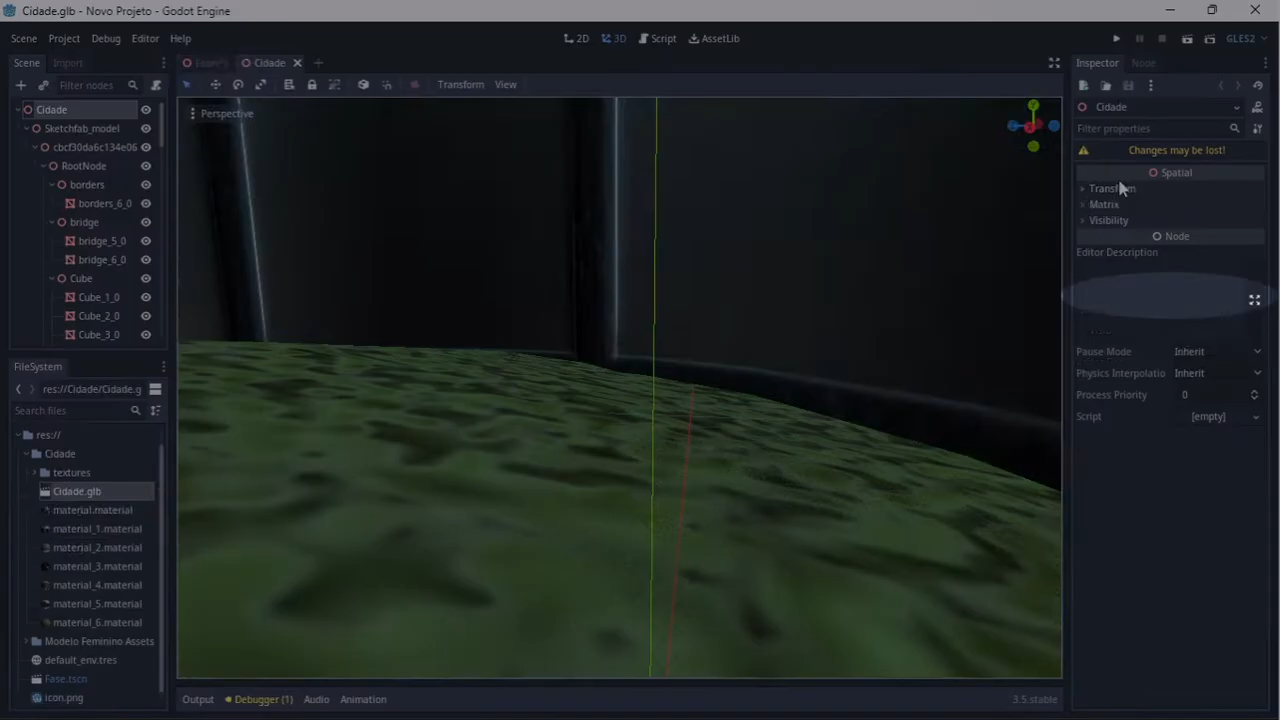 Cidade.glb - Novo Projeto - Godot Engine
Scene Project Debug Editor Help
2D 3D Script AssetLib
GLES2
Scene Import
Cidade
Inspector Node
Filter nodes
Transform View
Cidade
Sketchfab_model
cbcf30da6c134e06
RootNode
borders
borders_6_0
bridge
bridge_5_0
bridge_6_0
Cube
Cube_1_0
Cube_2_0
Cube_3_0
FileSystem
res://Cidade/Cidade.g
Search files
res://
Cidade
textures
Cidade.glb
material.material
material_1.material
material_2.material
material_3.material
material_4.material
material_5.material
material_6.material
Modelo Feminino Assets
default_env.tres
Fase.tscn
icon.png
Perspective
Y
Output Debugger (1) Audio Animation
3.5.stable
Cidade
Filter properties
Changes may be lost!
Spatial
Transform
Matrix
Visibility
Node
Editor Description
Pause Mode Inherit
Physics Interpolatio Inherit
Process Priority 0
Script [empty]